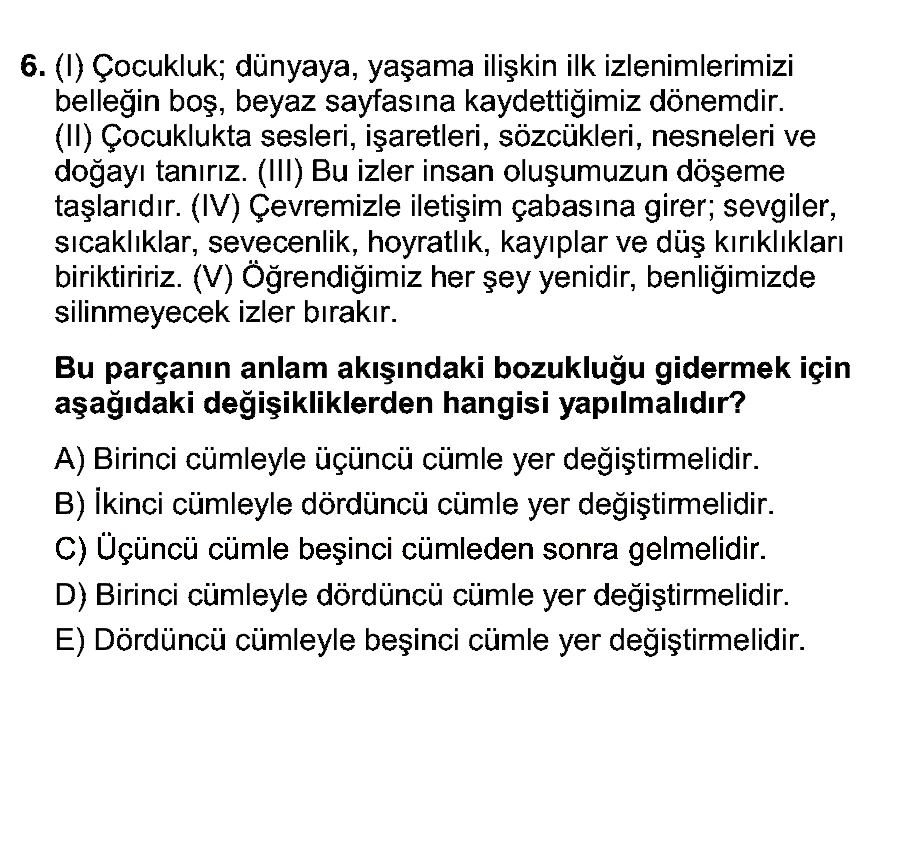 6. (I) Çocukluk; dünyaya, yaşama ilişkin ilk izlenimlerimizi
belleğin boş, beyaz sayfasına kaydettiğimiz dönemdir.
(II) Çocuklukta sesleri, işaretleri, sözcükleri, nesneleri ve
doğayı tanırız. (III) Bu izler insan oluşumuzun döşeme
taşlarıdır. (IV) Çevremizle iletişim çabasına girer; sevgiler,
sıcaklıklar, sevecenlik, hoyratlık, kayıplar ve düş kırıklıkları
biriktiririz. (V) Öğrendiğimiz her şey yenidir, benliğimizde
silinmeyecek izler bırakır.
Bu parçanın anlam akışındaki bozukluğu gidermek için
aşağıdaki değişikliklerden hangisi yapılmalıdır?
A) Birinci cümleyle üçüncü cümle yer değiştirmelidir.
B) İkinci cümleyle dördüncü cümle yer değiştirmelidir.
C) Üçüncü cümle beşinci cümleden sonra gelmelidir.
D) Birinci cümleyle dördüncü cümle yer değiştirmelidir.
E) Dördüncü cümleyle beşinci cümle yer değiştirmelidir.